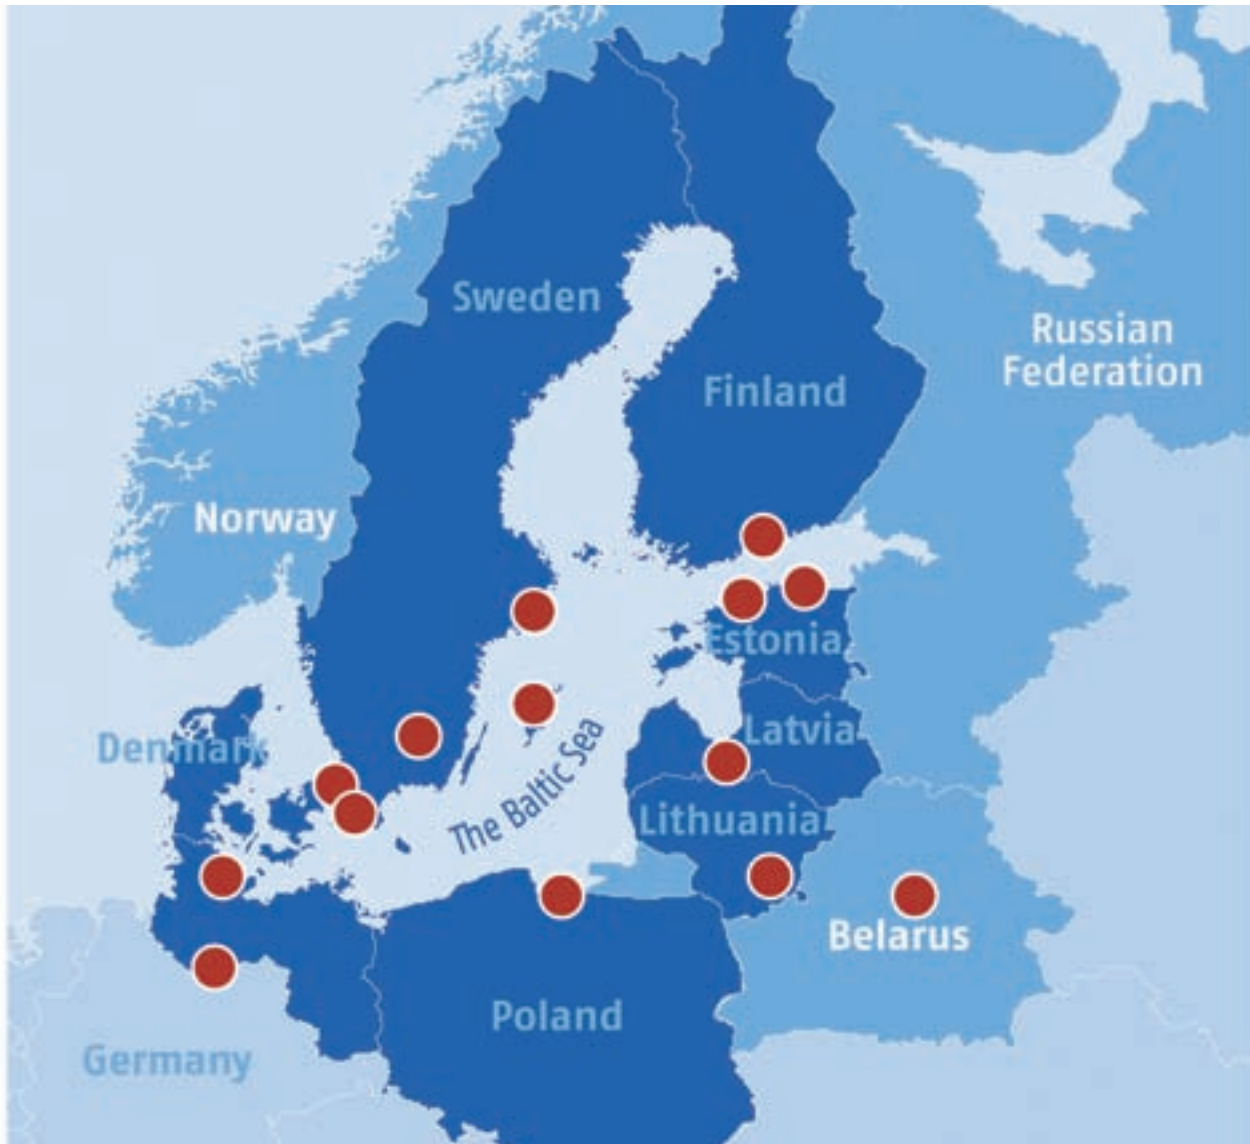 Sweden
Russian
Federation
Finland
Norway
Estonia
Denmark
Latvia
The Baltic Sea
Lithuania
Belarus
Poland
Germany